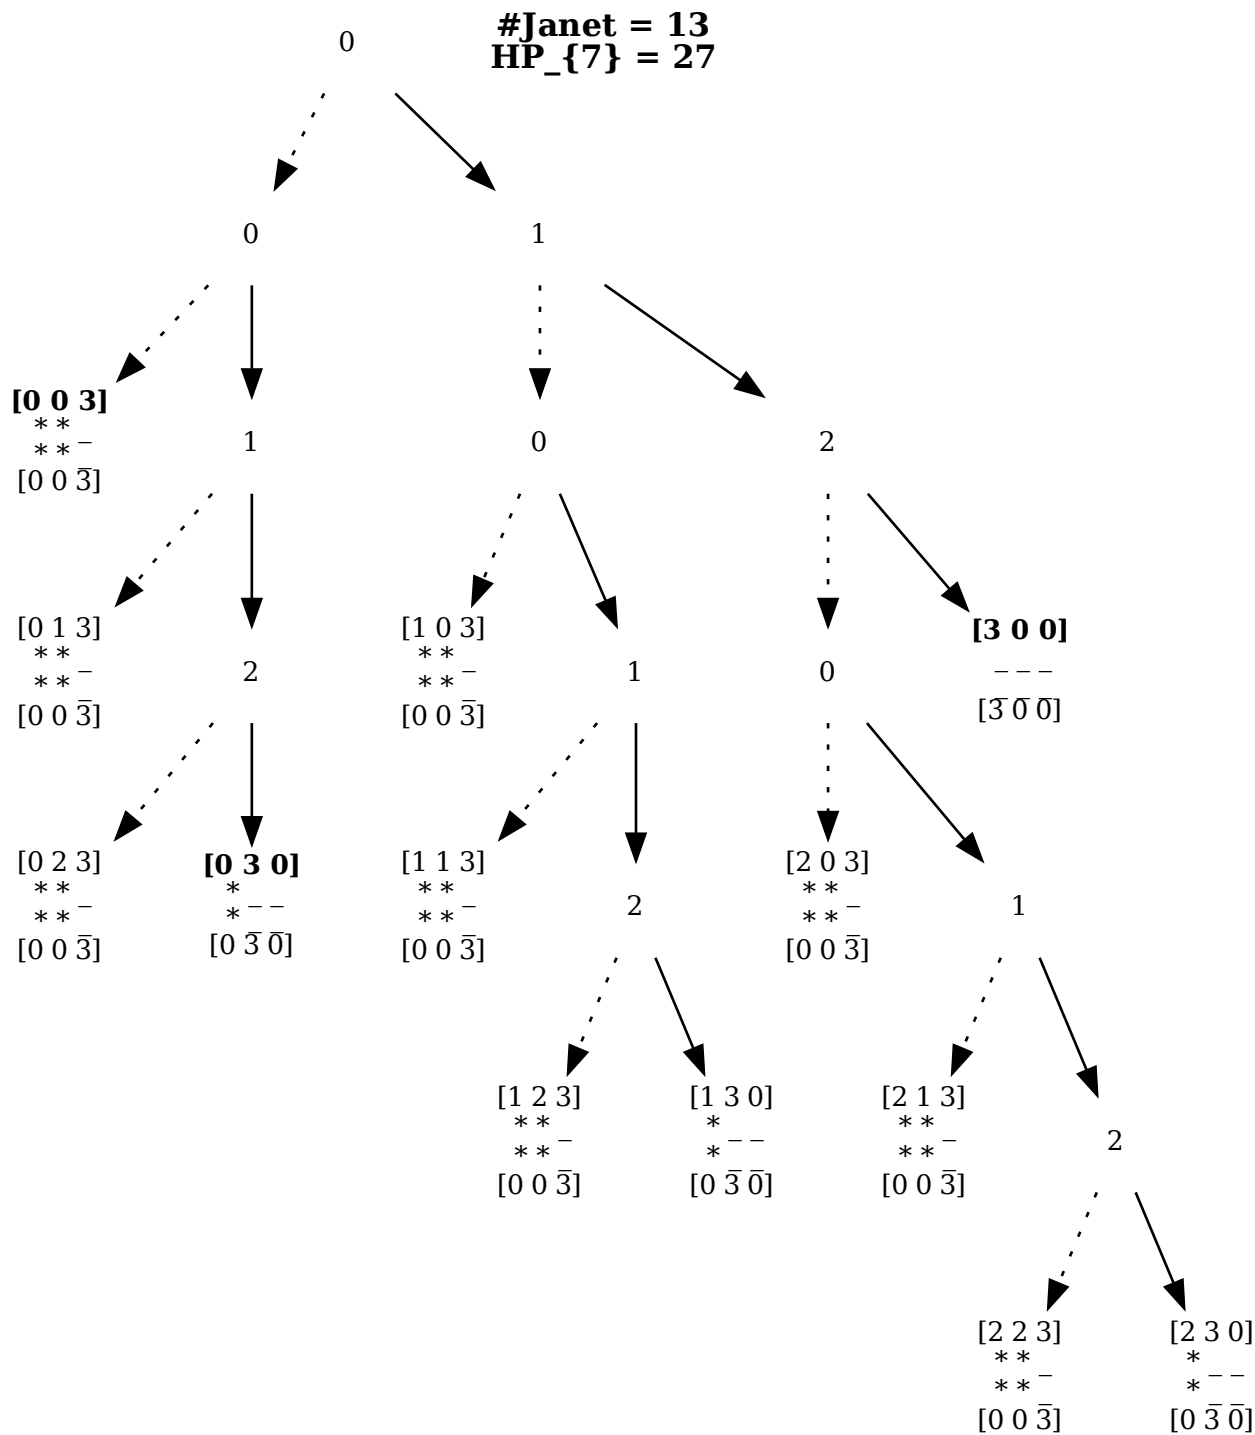 #Janet = 13
HP_{7} = 27
0
0
1
[0 0 3]
* *
* * _
[0 0 3̅]
1
0
2
[0 1 3]
* *
* * _
[0 0 3̅]
2
[1 0 3]
* *
* * _
[0 0 3̅]
1
0
[3 0 0]
_ _ _
[3̅ 0̅ 0̅]
[0 2 3]
* *
* * _
[0 0 3̅]
[0 3 0]
*
* _ _
[0 3̅ 0̅]
[1 1 3]
* *
* * _
[0 0 3̅]
2
[2 0 3]
* *
* * _
[0 0 3̅]
1
[1 2 3]
* *
* * _
[0 0 3̅]
[1 3 0]
*
* _ _
[0 3̅ 0̅]
[2 1 3]
* *
* * _
[0 0 3̅]
2
[2 2 3]
* *
* * _
[0 0 3̅]
[2 3 0]
*
* _ _
[0 3̅ 0̅]